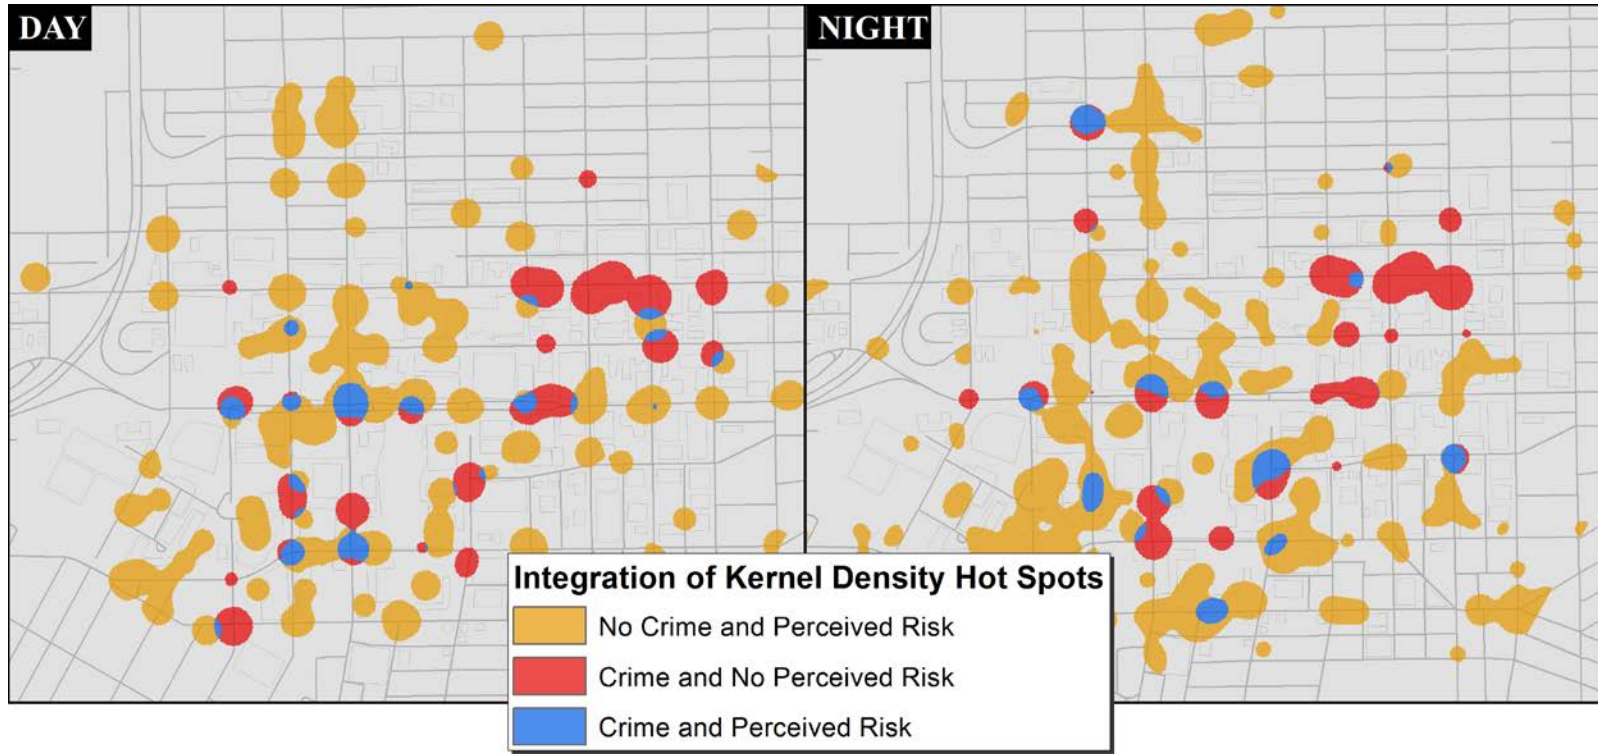 DAY
NIGHT
Integration of Kernel Density Hot Spots
No Crime and Perceived Risk
Crime and No Perceived Risk
Crime and Perceived Risk